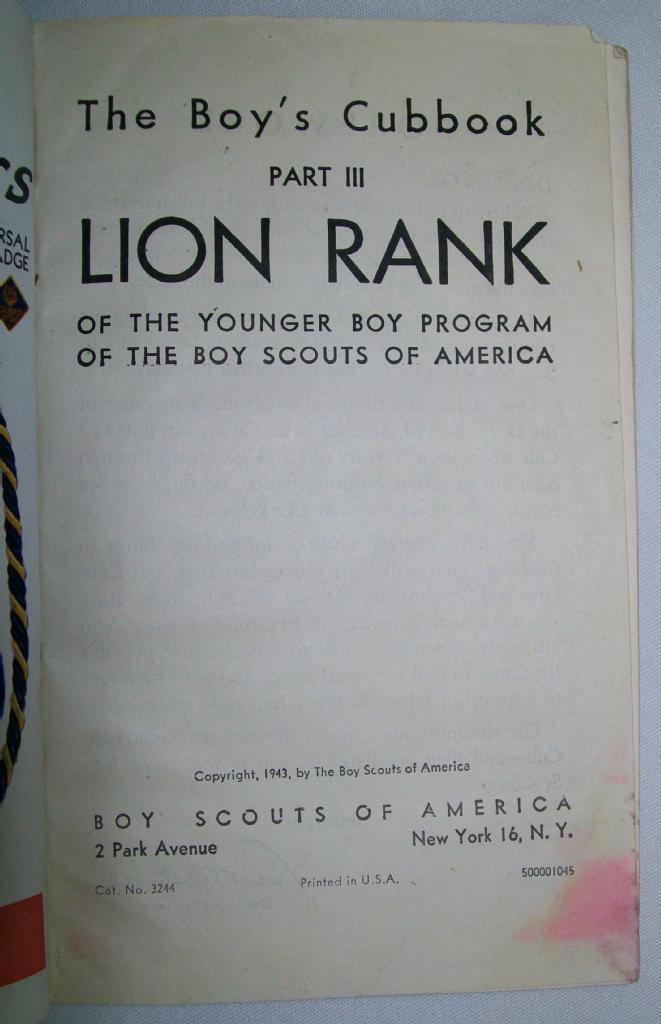 The Boy's Cubbook
PART III
LION RANK
OF THE YOUNGER BOY PROGRAM
OF THE BOY SCOUTS OF AMERICA
Copyright, 1943, by The Boy Scouts of America
BOY SCOUTS OF AMERICA
2 Park Avenue
New York 16, N. Y.
Cat. No. 3244
Printed in U.S.A.
500001045